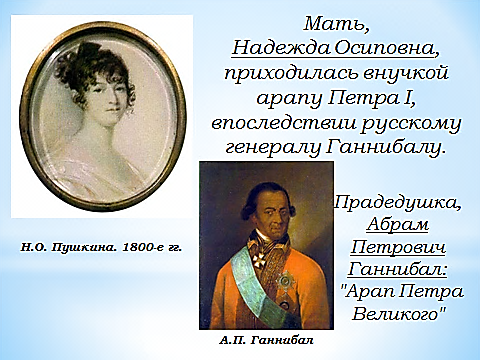 Мать,
Надежда Осиповна,
приходилась внучкой
арапу Петра I,
впоследствии русскому
генералу Ганнибалу.
Н.О. Пушкина. 1800-е гг.
Прадедушка,
Абрам
Петрович
Ганнибал:
"Арап Петра
Великого"
А.П. Ганнибал